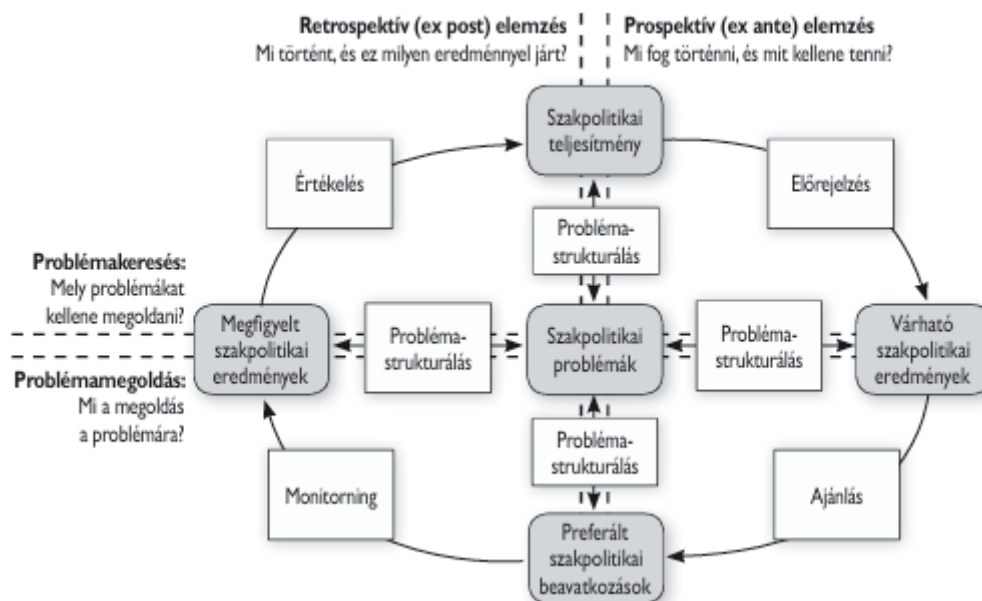 Retrospektív (ex post) elemzés
Mi történt, és ez milyen eredménnyel járt?
Prospektív (ex ante) elemzés
Mi fog történni, és mit kellene tenni?
Szakpolitikai
teljesítmény
Értékelés
Előrejelzés
Probléma-
strukturálás
Problémakeresés:
Mely problémákat
kellene megoldani?
Megfigyelt
szakpolitikai
eredmények
Probléma-
strukturálás
Szakpolitikai
problémák
Probléma-
strukturálás
Várható
szakpolitikai
eredmények
Problémamegoldás:
Mi a megoldás
a problémára?
Probléma-
strukturálás
Monitorning
Ajánlás
Preferált
szakpolitikai
beavatkozások